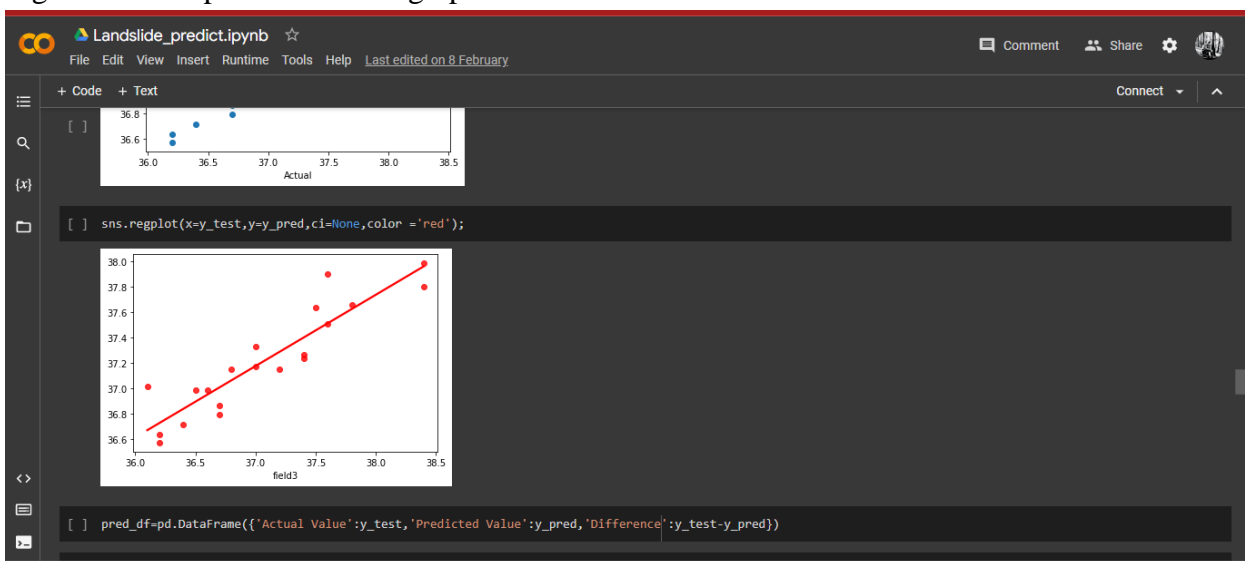 Landslide_predict.ipynb
Comment
Share
File Edit View Insert Runtime Tools Help Last edited on 8 February
+ Code + Text
Connect
[ ]
36.8
36.6
36.0 36.5 37.0 37.5 38.0 38.5
Actual
{x}
[ ] sns.regplot(x=y_test,y=y_pred,ci=None,color ='red');
38.0
37.8
37.6
37.4
37.2
37.0
36.8
36.6
36.0 36.5 37.0 37.5 38.0 38.5
field3
[ ] pred_df=pd.DataFrame({'Actual Value':y_test,'Predicted Value':y_pred,'Difference':y_test-y_pred})